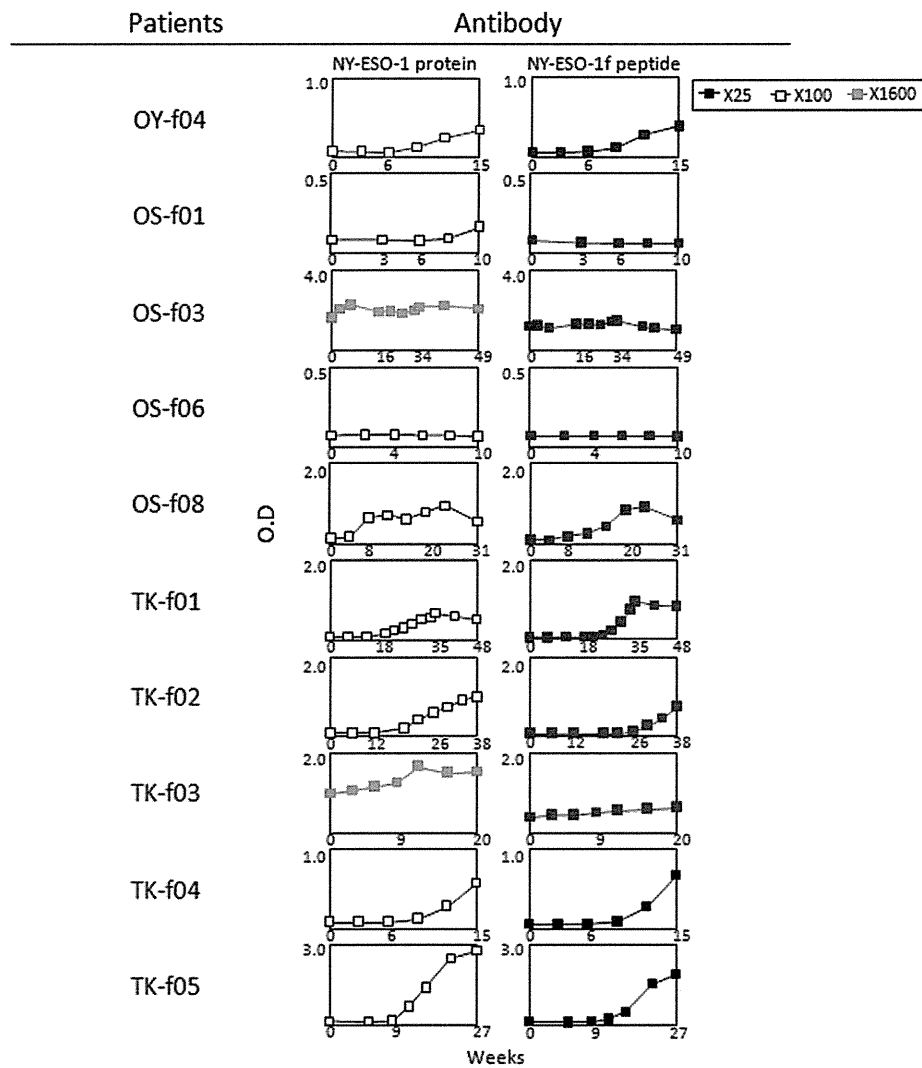 Patients Antibody
NY-ESO-1 protein NY-ESO-1f peptide
X25 X100 X1600
OY-f04
1.0 1.0
0 6 15 0 6 15
OS-f01
0.5 0.5
0 3 6 10 0 3 6 10
OS-f03
4.0 4.0
0 16 34 49 0 16 34 49
OS-f06
0.5 0.5
0 4 10 0 4 10
OS-f08
2.0 2.0
0 8 20 31 0 8 20 31
O.D
TK-f01
2.0 2.0
0 18 35 48 0 18 35 48
TK-f02
2.0 2.0
0 12 26 38 0 12 26 38
TK-f03
2.0 2.0
0 9 20 0 9 20
TK-f04
1.0 1.0
0 6 15 0 6 15
TK-f05
3.0 3.0
0 9 27 0 9 27
Weeks